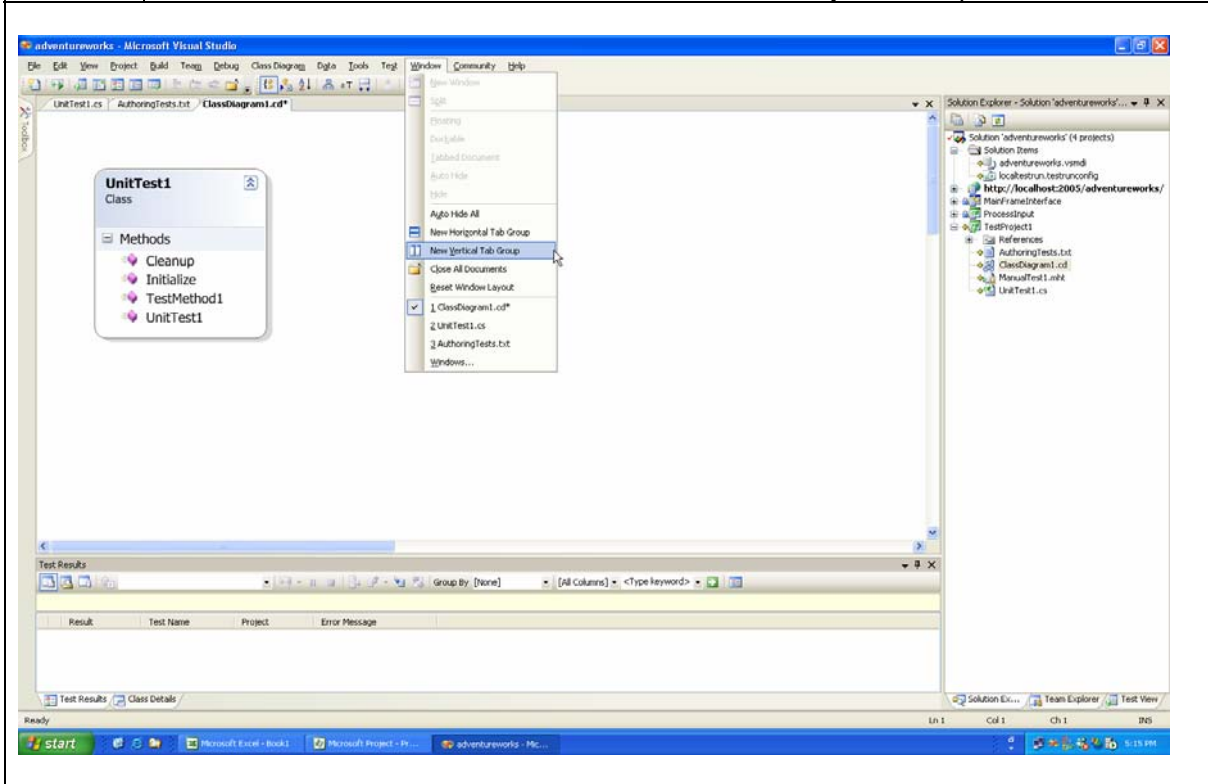 adventureworks - Microsoft Visual Studio
File Edit View Project Build Team Debug Class Diagram Data Tools Test Window Community Help
UnitTest1.cs AuthoringTests.txt ClassDiagram1.cd*
Toolbox
UnitTest1
Class
Methods
Cleanup
Initialize
TestMethod1
UnitTest1
New Window
Split
Floating
Dockable
Tabbed Document
Auto Hide
Hide
Auto Hide All
New Horizontal Tab Group
New Vertical Tab Group
Close All Documents
Reset Window Layout
1 ClassDiagram1.cd*
2 UnitTest1.cs
3 AuthoringTests.txt
Windows...
Solution Explorer - Solution 'adventureworks'...
Solution 'adventureworks' (4 projects)
Solution Items
adventureworks.vsmdi
localtestrun.testrunconfig
http://localhost:2005/adventureworks/
MainFrameInterface
ProcessInput
TestProject1
References
AuthoringTests.txt
ClassDiagram1.cd
ManualTest1.mht
UnitTest1.cs
Test Results
Group By [None] [All Columns] <Type keyword>
Result Test Name Project Error Message
Test Results Class Details
Solution Ex... Team Explorer Test View
Ready Ln 1 Col 1 Ch 1 INS
start Microsoft Excel - Book1 Microsoft Project - Pr... adventureworks - Mic... 5:15 PM